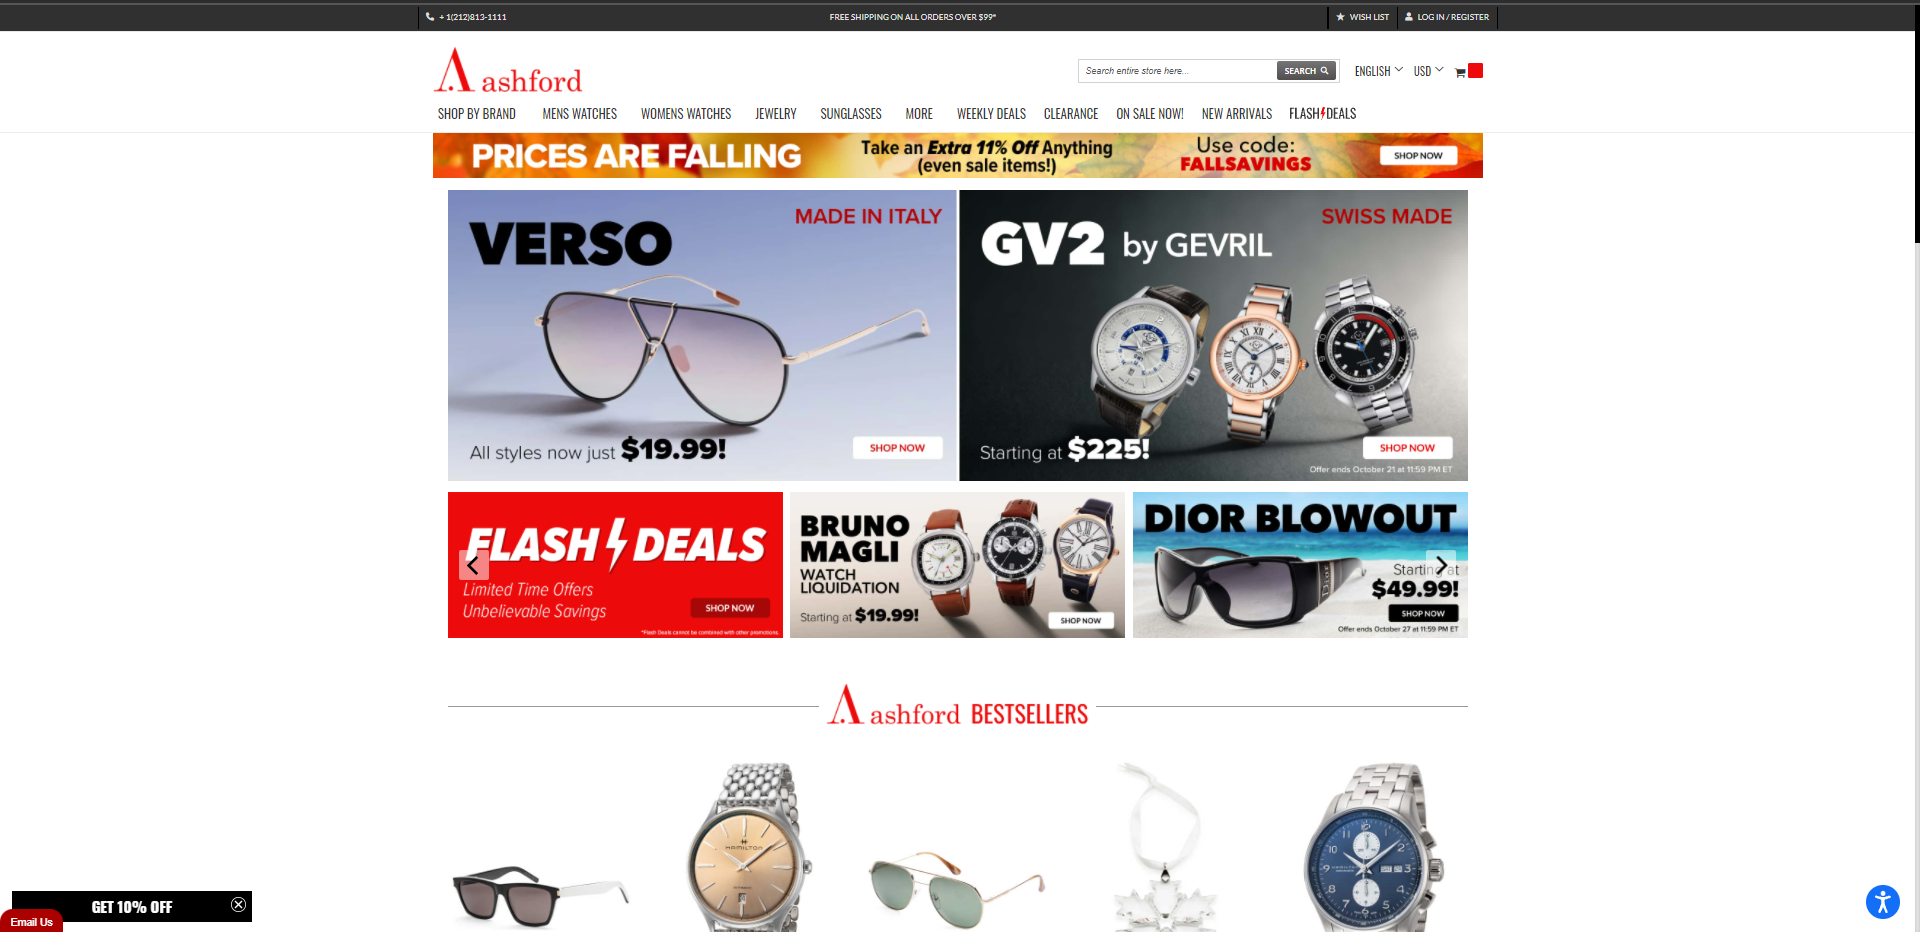 + 1(212)813-1111
FREE SHIPPING ON ALL ORDERS OVER $99*
WISH LIST
LOG IN / REGISTER
ashford
Search entire store here...
SEARCH
ENGLISH
USD
SHOP BY BRAND
MENS WATCHES
WOMENS WATCHES
JEWELRY
SUNGLASSES
MORE
WEEKLY DEALS
CLEARANCE
ON SALE NOW!
NEW ARRIVALS
FLASH DEALS
PRICES ARE FALLING
Take an Extra 11% Off Anything
(even sale items!)
Use code:
FALLSAVINGS
SHOP NOW
MADE IN ITALY
VERSO
All styles now just $19.99!
SHOP NOW
SWISS MADE
GV2 by GEVRIL
Starting at $225!
SHOP NOW
Offer ends October 21 at 11:59 PM ET
FLASH DEALS
Limited Time Offers
Unbelievable Savings
SHOP NOW
*Flash Deals cannot be combined with other promotions.
BRUNO
MAGLI
WATCH
LIQUIDATION
Starting at $19.99!
SHOP NOW
DIOR BLOWOUT
Dior
Starting at
$49.99!
SHOP NOW
Offer ends October 27 at 11:59 PM ET
ashford BESTSELLERS
HAMILTON
GET 10% OFF
Email Us